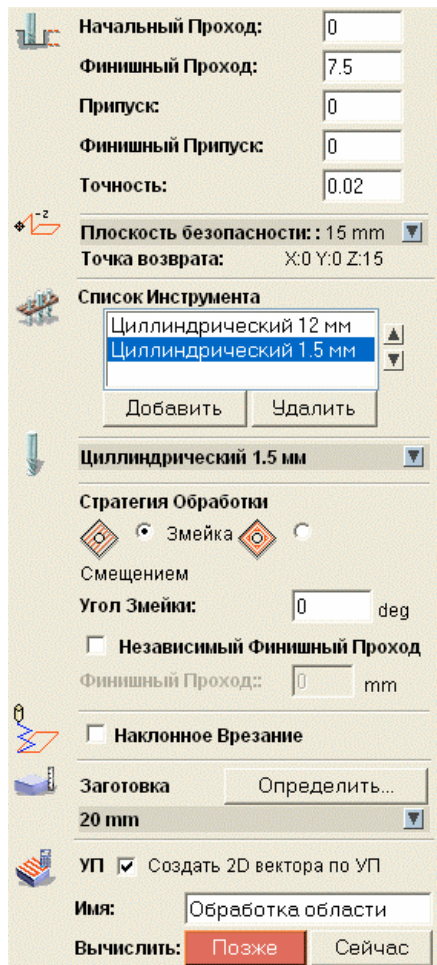 Начальный Проход: 0
Финишный Проход: 7.5
Припуск: 0
Финишный Припуск: 0
Точность: 0.02
-z
Плоскость безопасности: : 15 mm
Точка возврата: X:0 Y:0 Z:15
Список Инструмента
Циллиндрический 12 мм
Циллиндрический 1.5 мм
Добавить Удалить
Циллиндрический 1.5 мм
Стратегия Обработки
Змейка
Смещением
Угол Змейки: 0 deg
Независимый Финишный Проход
Финишный Проход:: 0 mm
Наклонное Врезание
Заготовка Определить...
20 mm
УП Создать 2D вектора по УП
Имя: Обработка области
Вычислить: Позже Сейчас